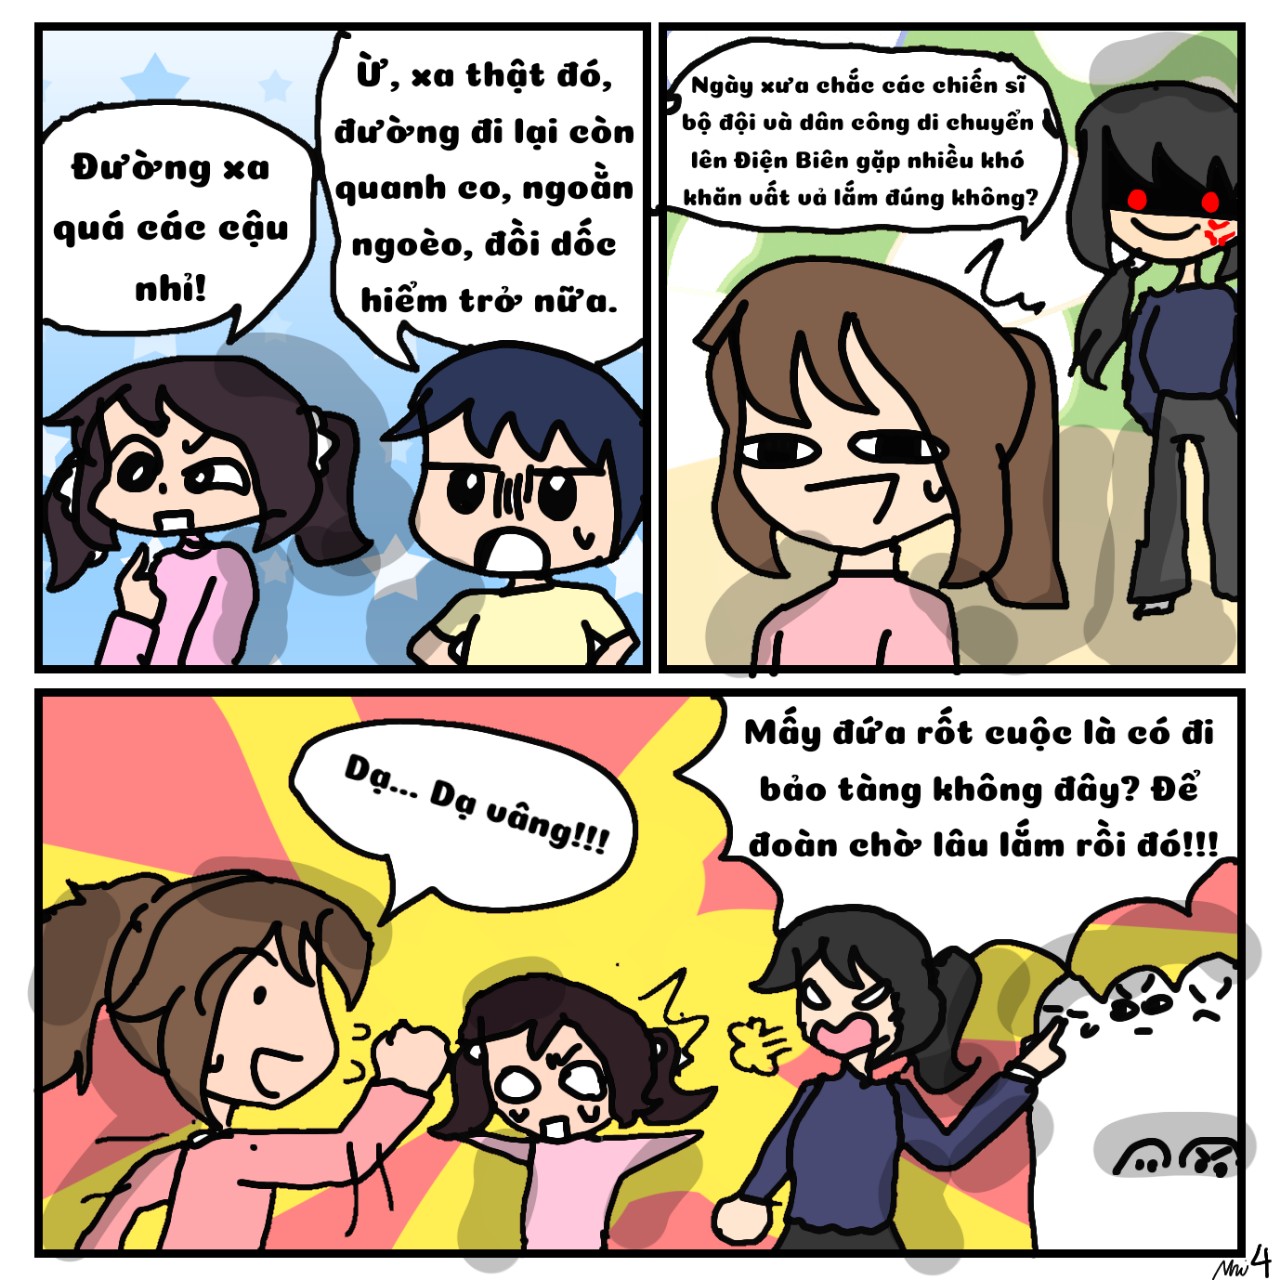 Đường xa
quá các cậu
nhỉ!
Ừ, xa thật đó,
đường đi lại còn
quanh co, ngoằn
ngoèo, đồi dốc
hiểm trở nữa.
Ngày xưa chắc các chiến sĩ
bộ đội và dân công di chuyển
lên Điện Biên gặp nhiều khó
khăn vất vả lắm đúng không?
Dạ... Dạ vâng!!!
Mấy đứa rốt cuộc là có đi
bảo tàng không đây? Để
đoàn chờ lâu lắm rồi đó!!!
Nhi 4